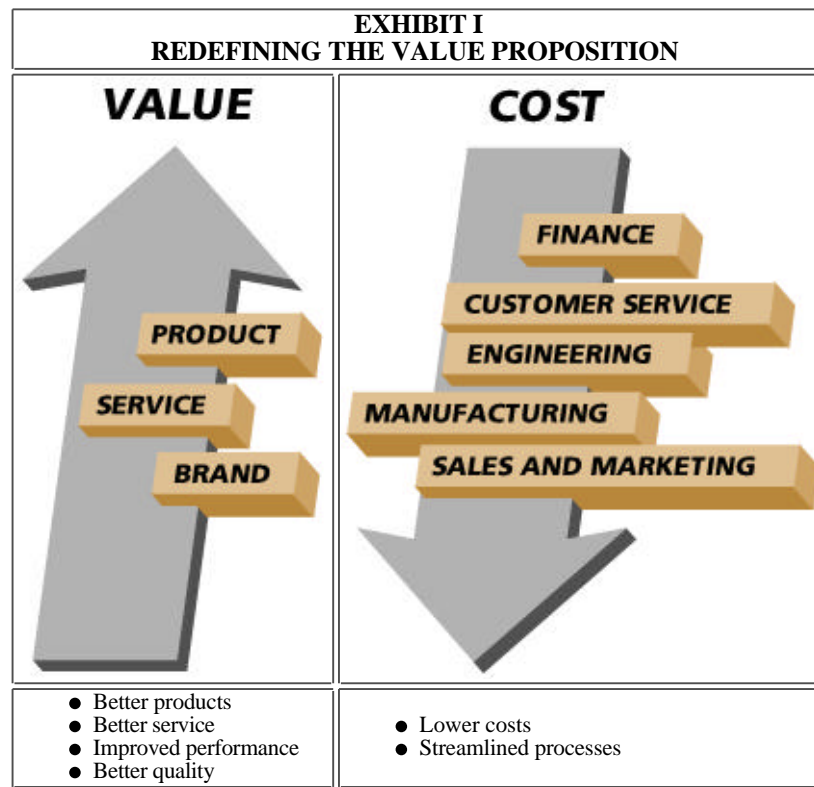 EXHIBIT I
REDEFINING THE VALUE PROPOSITION
VALUE
PRODUCT
SERVICE
BRAND
● Better products
● Better service
● Improved performance
● Better quality
COST
FINANCE
CUSTOMER SERVICE
ENGINEERING
MANUFACTURING
SALES AND MARKETING
● Lower costs
● Streamlined processes